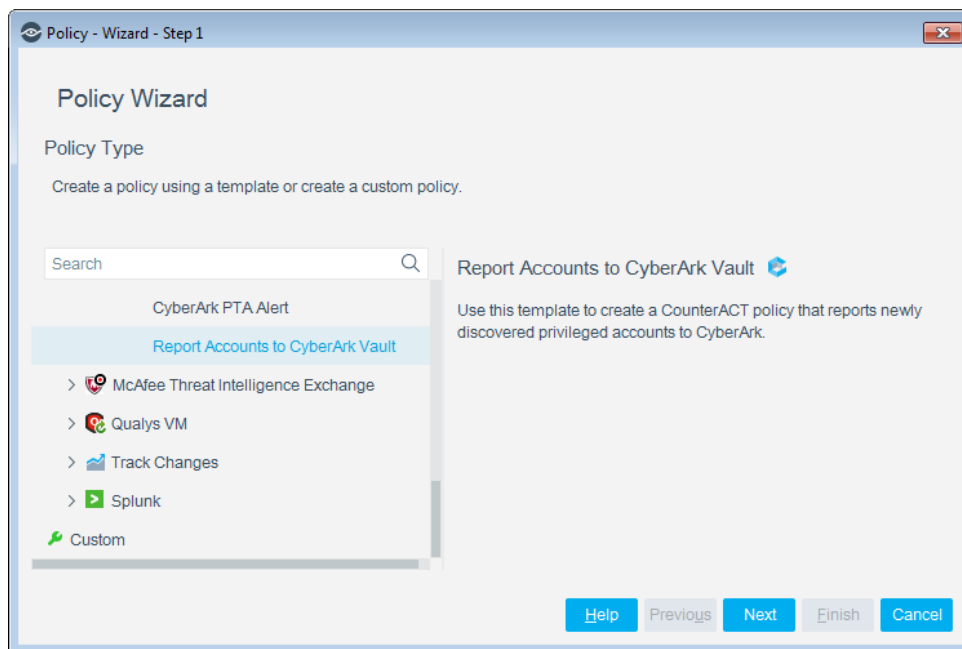 Policy - Wizard - Step 1
Policy Wizard
Policy Type
Create a policy using a template or create a custom policy.
Search
CyberArk PTA Alert
Report Accounts to CyberArk Vault
McAfee Threat Intelligence Exchange
Qualys VM
Track Changes
Splunk
Custom
Report Accounts to CyberArk Vault
Use this template to create a CounterACT policy that reports newly
discovered privileged accounts to CyberArk.
Help Previous Next Finish Cancel